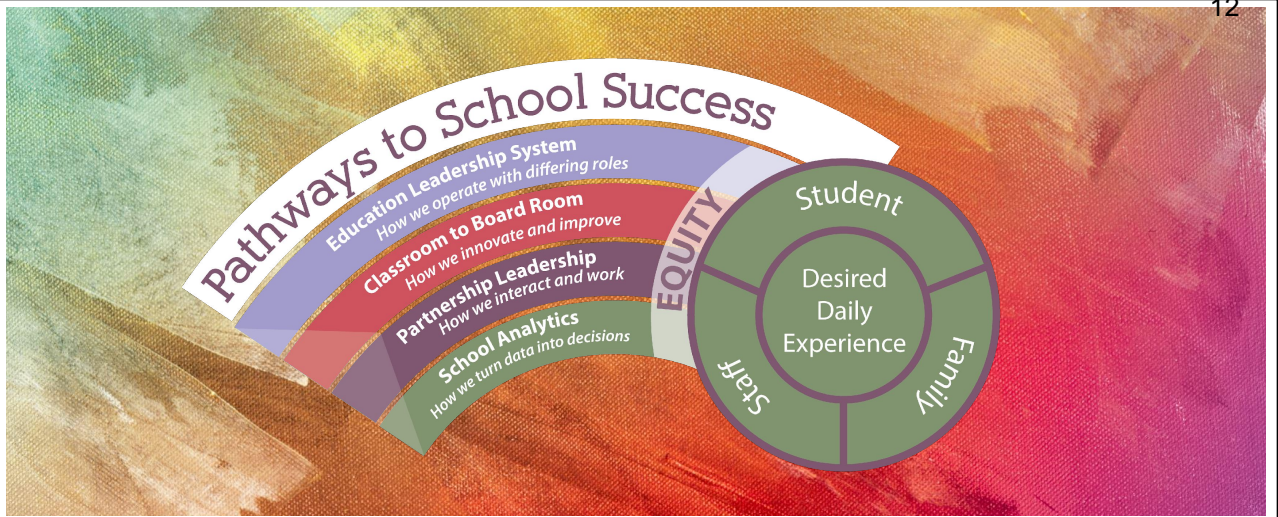 12
Pathways to School Success
Education Leadership System
How we operate with differing roles
Classroom to Board Room
How we innovate and improve
Partnership Leadership
How we interact and work
School Analytics
How we turn data into decisions
EQUITY
Student
Desired
Daily
Experience
Staff
Family